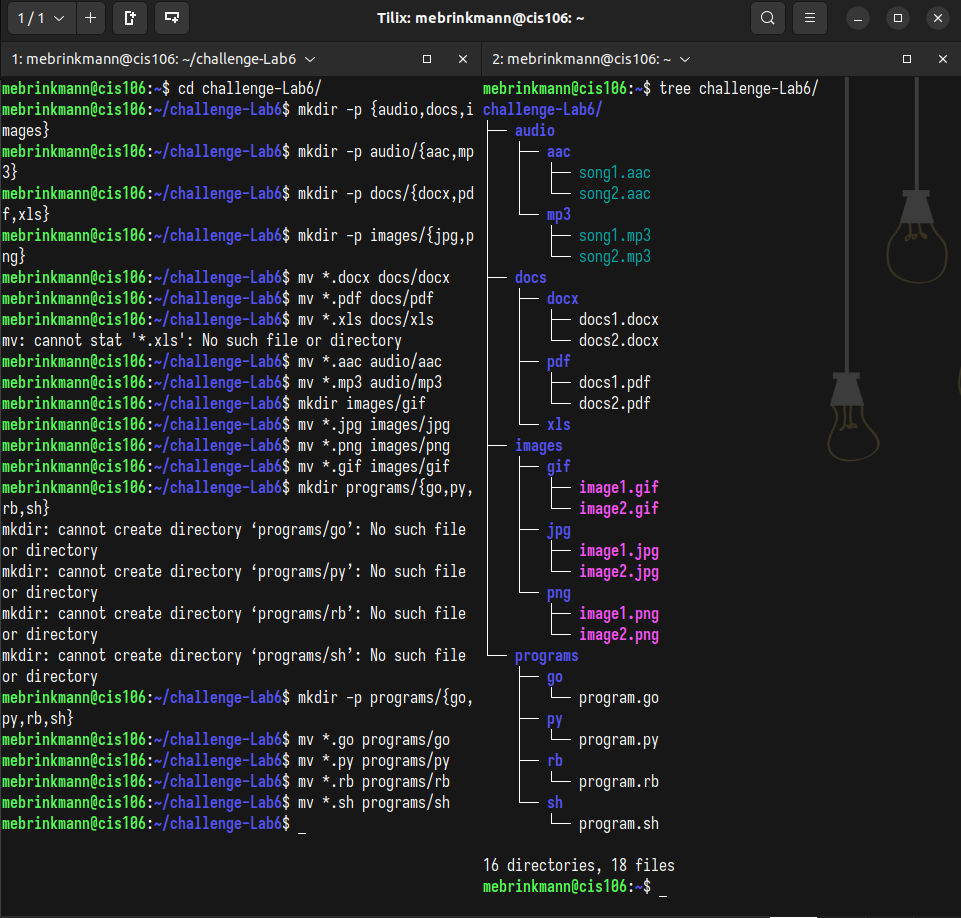 1 / 1
Tilix: mebrinkmann@cis106: ~
1: mebrinkmann@cis106: ~/challenge-Lab6
mebrinkmann@cis106:~$ cd challenge-Lab6/
mebrinkmann@cis106:~/challenge-Lab6$ mkdir -p {audio,docs,i
mages}
mebrinkmann@cis106:~/challenge-Lab6$ mkdir -p audio/{aac,mp
3}
mebrinkmann@cis106:~/challenge-Lab6$ mkdir -p docs/{docx,pd
f,xls}
mebrinkmann@cis106:~/challenge-Lab6$ mkdir -p images/{jpg,p
ng}
mebrinkmann@cis106:~/challenge-Lab6$ mv *.docx docs/docx
mebrinkmann@cis106:~/challenge-Lab6$ mv *.pdf docs/pdf
mebrinkmann@cis106:~/challenge-Lab6$ mv *.xls docs/xls
mv: cannot stat '*.xls': No such file or directory
mebrinkmann@cis106:~/challenge-Lab6$ mv *.aac audio/aac
mebrinkmann@cis106:~/challenge-Lab6$ mv *.mp3 audio/mp3
mebrinkmann@cis106:~/challenge-Lab6$ mkdir images/gif
mebrinkmann@cis106:~/challenge-Lab6$ mv *.jpg images/jpg
mebrinkmann@cis106:~/challenge-Lab6$ mv *.png images/png
mebrinkmann@cis106:~/challenge-Lab6$ mv *.gif images/gif
mebrinkmann@cis106:~/challenge-Lab6$ mkdir programs/{go,py,
rb,sh}
mkdir: cannot create directory ‘programs/go’: No such file
or directory
mkdir: cannot create directory ‘programs/py’: No such file
or directory
mkdir: cannot create directory ‘programs/rb’: No such file
or directory
mkdir: cannot create directory ‘programs/sh’: No such file
or directory
mebrinkmann@cis106:~/challenge-Lab6$ mkdir -p programs/{go,
py,rb,sh}
mebrinkmann@cis106:~/challenge-Lab6$ mv *.go programs/go
mebrinkmann@cis106:~/challenge-Lab6$ mv *.py programs/py
mebrinkmann@cis106:~/challenge-Lab6$ mv *.rb programs/rb
mebrinkmann@cis106:~/challenge-Lab6$ mv *.sh programs/sh
mebrinkmann@cis106:~/challenge-Lab6$ _
2: mebrinkmann@cis106: ~
mebrinkmann@cis106:~$ tree challenge-Lab6/
challenge-Lab6/
├── audio
│   ├── aac
│   │   ├── song1.aac
│   │   └── song2.aac
│   └── mp3
│       ├── song1.mp3
│       └── song2.mp3
├── docs
│   ├── docx
│   │   ├── docs1.docx
│   │   └── docs2.docx
│   ├── pdf
│   │   ├── docs1.pdf
│   │   └── docs2.pdf
│   └── xls
├── images
│   ├── gif
│   │   ├── image1.gif
│   │   └── image2.gif
│   ├── jpg
│   │   ├── image1.jpg
│   │   └── image2.jpg
│   └── png
│       ├── image1.png
│       └── image2.png
└── programs
    ├── go
    │   └── program.go
    ├── py
    │   └── program.py
    ├── rb
    │   └── program.rb
    └── sh
        └── program.sh
16 directories, 18 files
mebrinkmann@cis106:~$ _